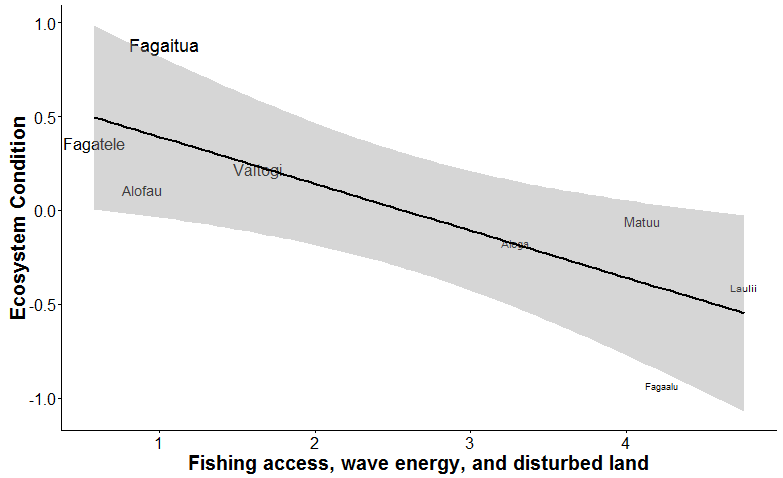 1.0
Fagaitua
0.5
Fagatele
Vaitogi
Alofau
0.0
Matuu
Aloga
Laulii
-0.5
Fagaalu
-1.0
Ecosystem Condition
1
2
3
4
Fishing access, wave energy, and disturbed land